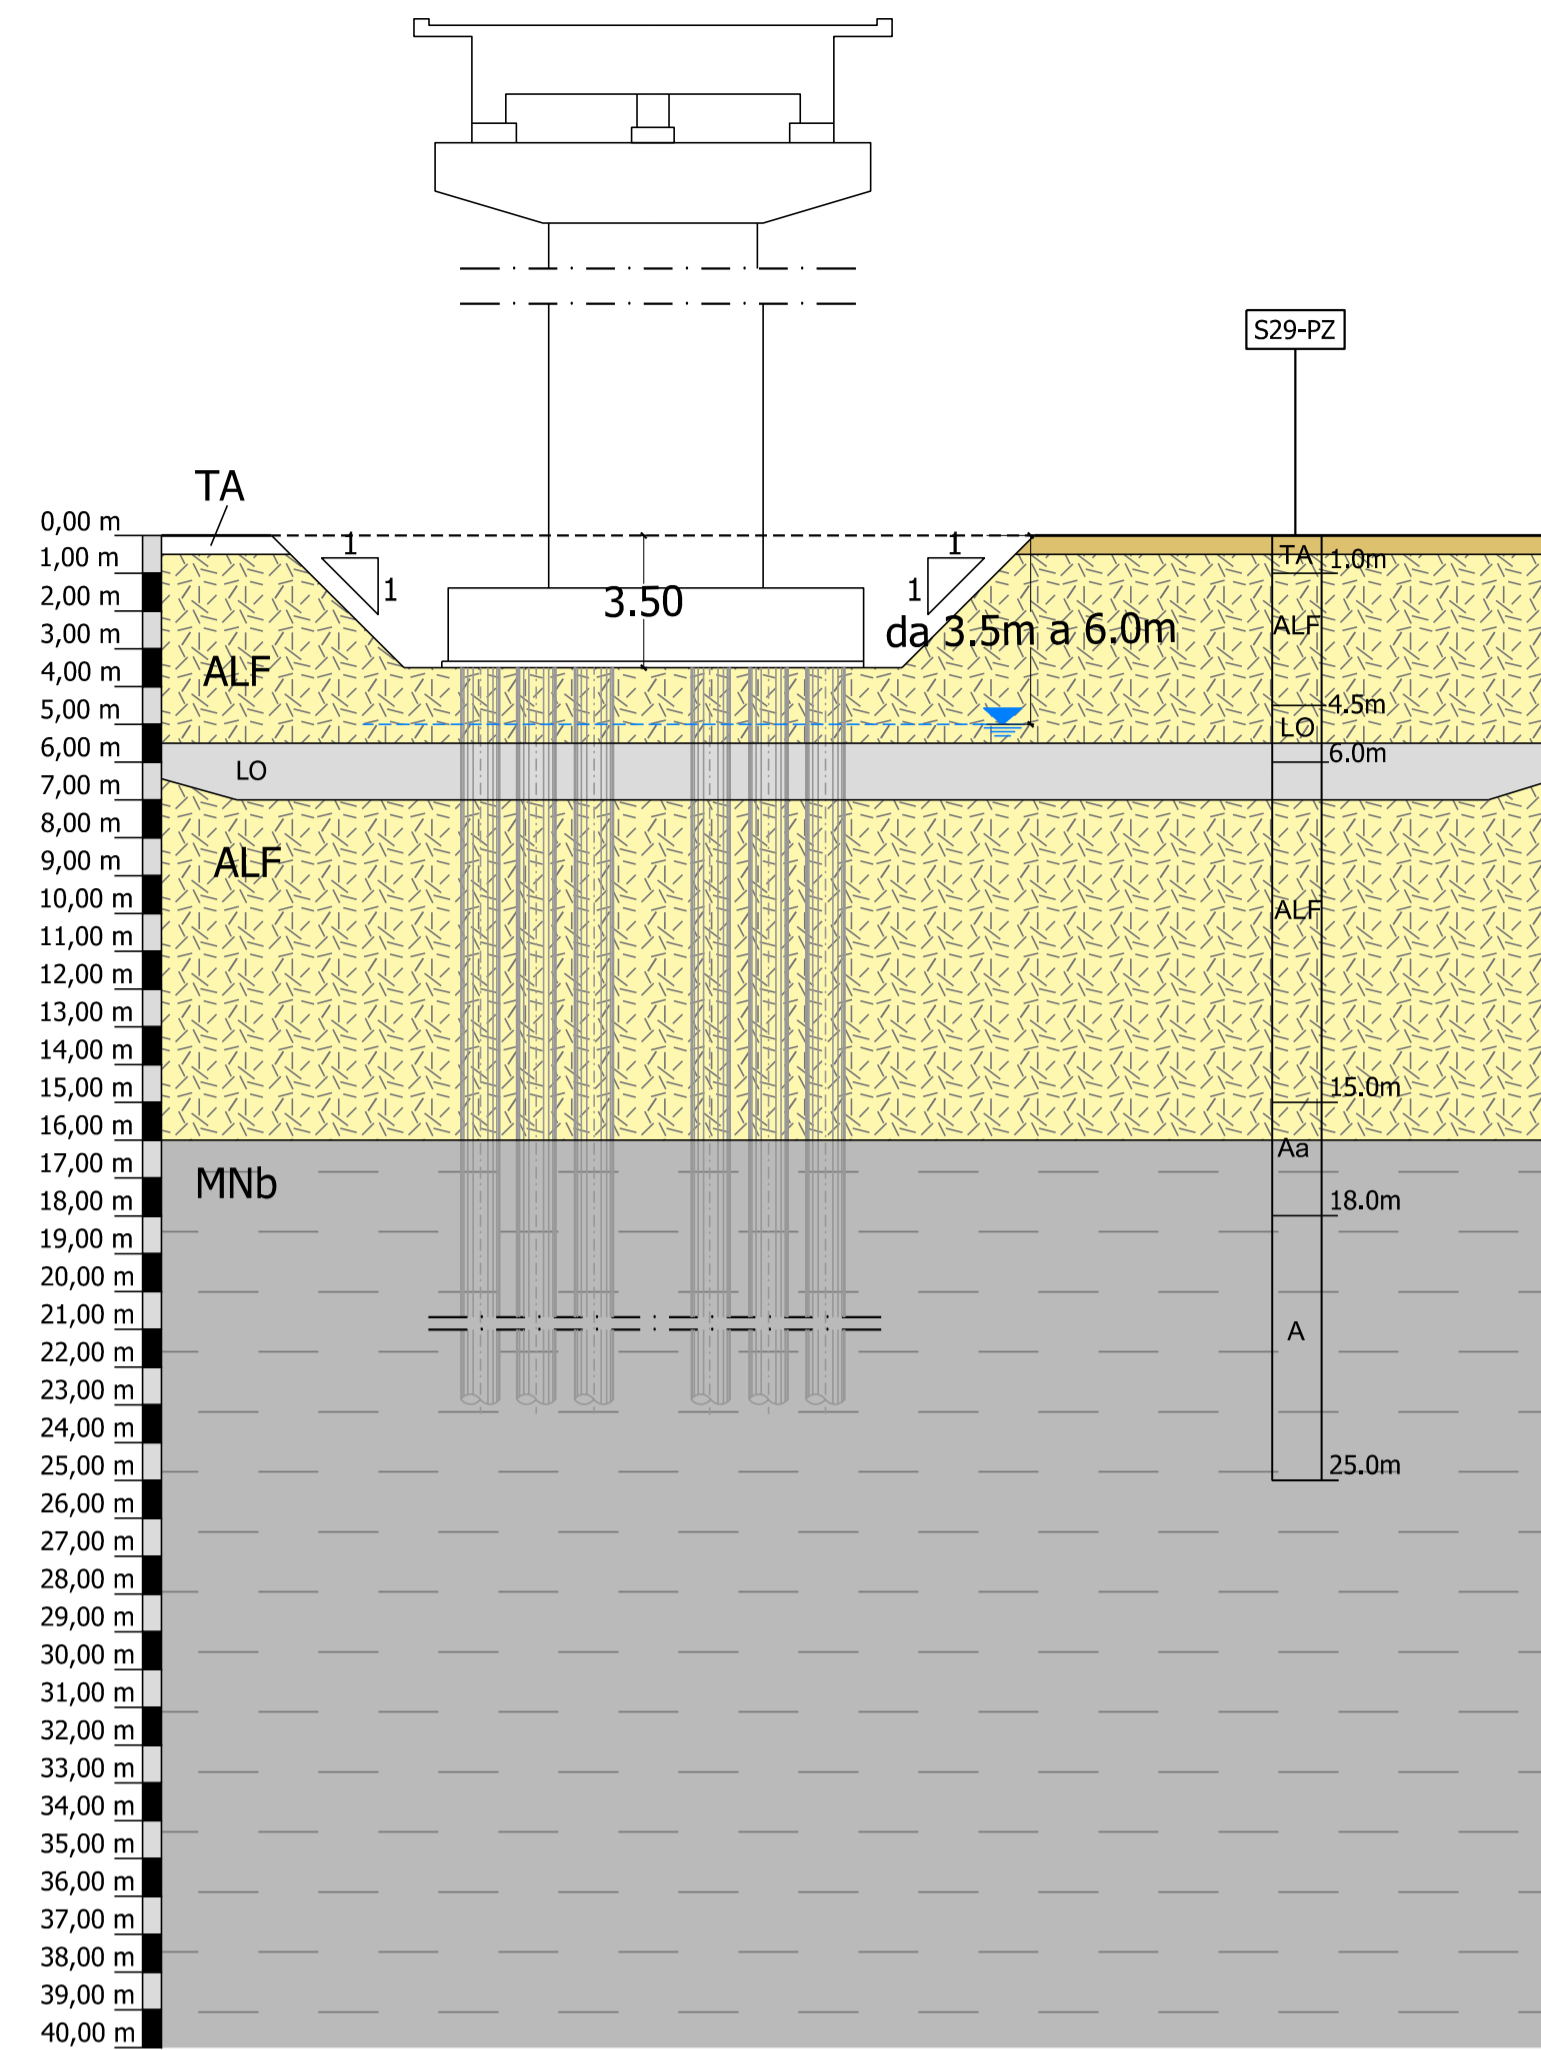 S29-PZ
TA
0,00 m
1,00 m
2,00 m
3,00 m
4,00 m
5,00 m
6,00 m
7,00 m
8,00 m
9,00 m
10,00 m
11,00 m
12,00 m
13,00 m
14,00 m
15,00 m
16,00 m
17,00 m
18,00 m
19,00 m
20,00 m
21,00 m
22,00 m
23,00 m
24,00 m
25,00 m
26,00 m
27,00 m
28,00 m
29,00 m
30,00 m
31,00 m
32,00 m
33,00 m
34,00 m
35,00 m
36,00 m
37,00 m
38,00 m
39,00 m
40,00 m
1
1
1
1
3.50
da 3.5m a 6.0m
ALF
LO
ALF
MNb
TA
1.0m
ALF
4.5m
LO
6.0m
ALF
15.0m
Aa
18.0m
A
25.0m